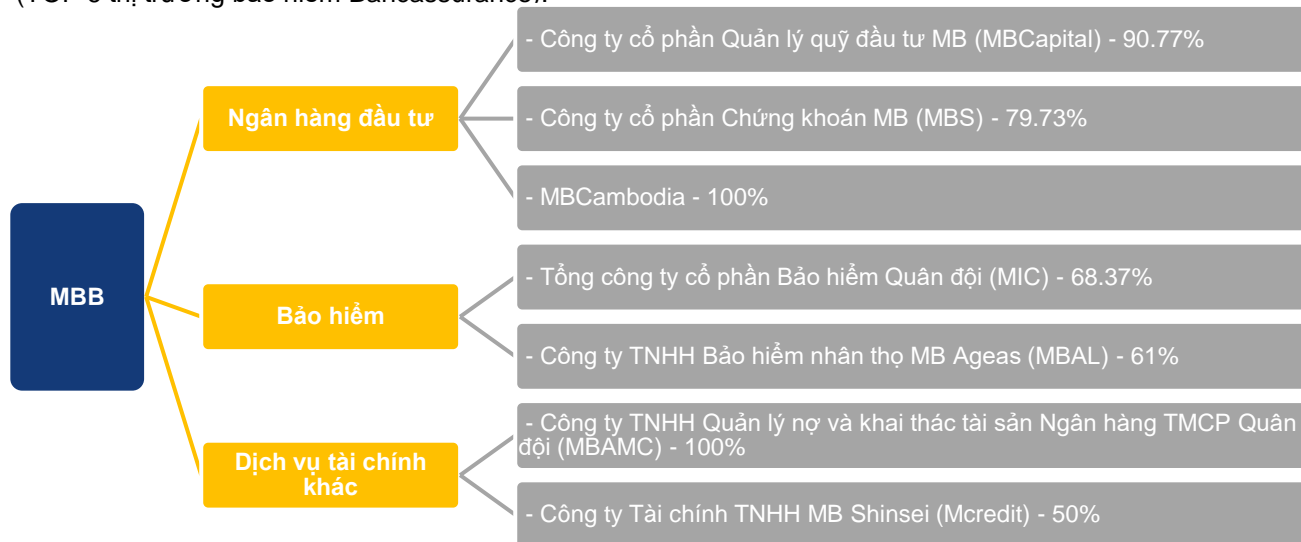 - Công ty cổ phần Quản lý quỹ đầu tư MB (MBCapital) - 90.77%
Ngân hàng đầu tư
- Công ty cổ phần Chứng khoán MB (MBS) - 79.73%
- MBCambodia - 100%
MBB
- Tổng công ty cổ phần Bảo hiểm Quân đội (MIC) - 68.37%
Bảo hiểm
- Công ty TNHH Bảo hiểm nhân thọ MB Ageas (MBAL) - 61%
- Công ty TNHH Quản lý nợ và khai thác tài sản Ngân hàng TMCP Quân
đội (MBAMC) - 100%
Dịch vụ tài chính
khác
- Công ty Tài chính TNHH MB Shinsei (Mcredit) - 50%